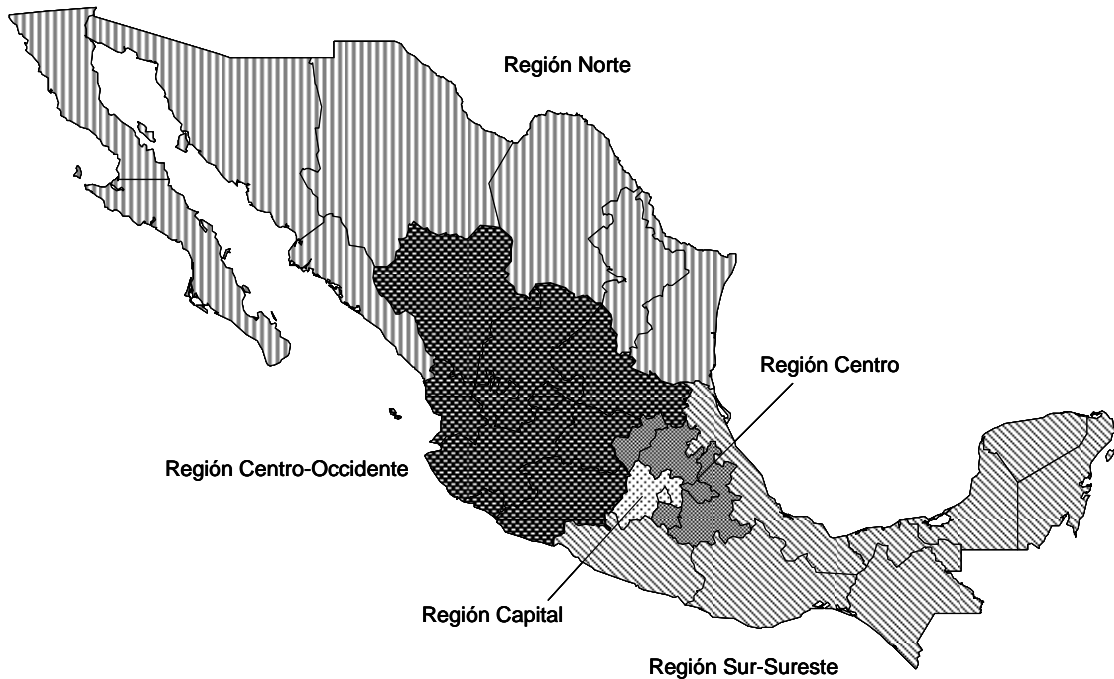 Región Norte
Región Centro
Región Centro-Occidente
Región Capital
Región Sur-Sureste